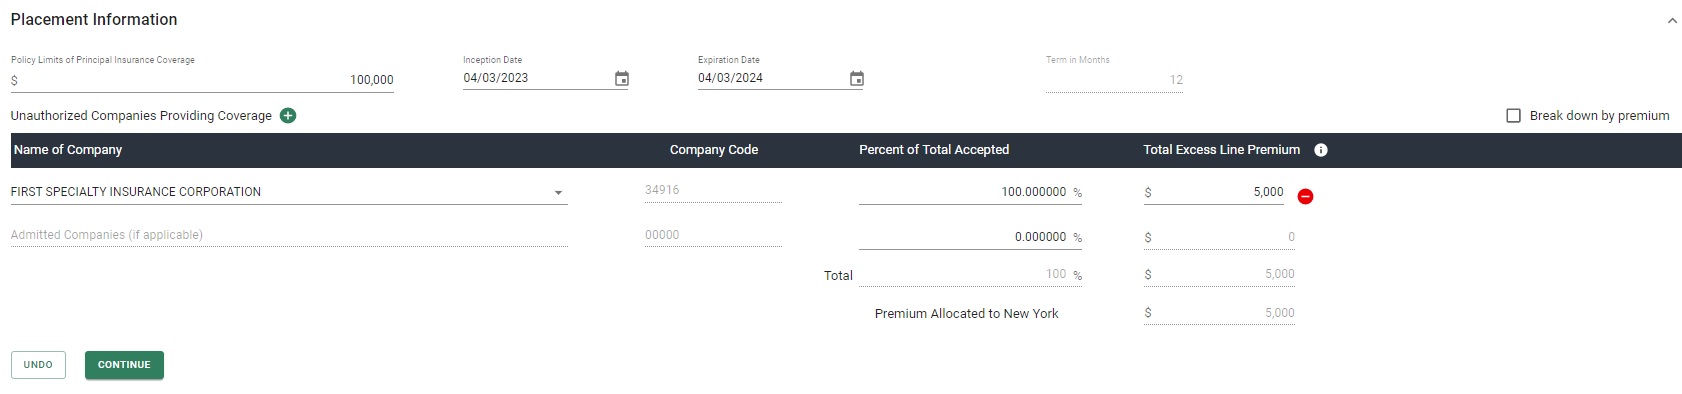 Placement Information
Policy Limits of Principal Insurance Coverage
Inception Date
Expiration Date
Term in Months
$ 100,000
04/03/2023
04/03/2024
12
Unauthorized Companies Providing Coverage
Break down by premium
Name of Company Company Code Percent of Total Accepted Total Excess Line Premium
FIRST SPECIALTY INSURANCE CORPORATION 34916 100.000000 % $ 5,000
Admitted Companies (if applicable) 00000 0.000000 % $ 0
Total 100 % $ 5,000
Premium Allocated to New York $ 5,000
UNDO CONTINUE